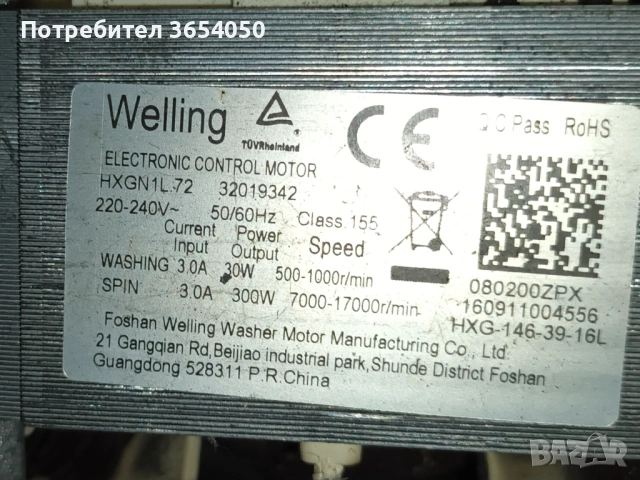 Потребител 3654050
Welling
TÜVRheinland
CE
QC Pass RoHS
ELECTRONIC CONTROL MOTOR
HXGN1L.72 32019342
220-240V~ 50/60Hz Class 155
Current Power
Input Output Speed
WASHING 3.0A 30W 500-1000r/min
SPIN 3.0A 300W 7000-17000r/min
080200ZPX
160911004556
HXG-146-39-16L
Foshan Welling Washer Motor Manufacturing Co., Ltd.
21 Gangqian Rd,Beijiao industrial park,Shunde District Foshan
Guangdong 528311 P.R.China
BAZAR